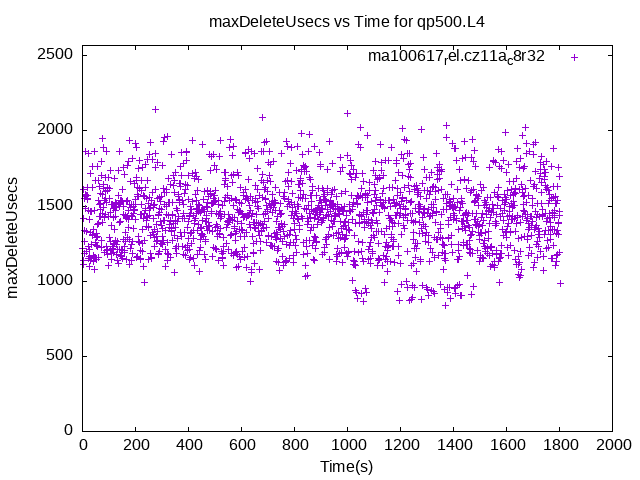 maxDeleteUsecs vs Time for qp500.L4
ma100617rel.cz11ac8r32
2500
2000
1500
1000
500
0
maxDeleteUsecs
0 200 400 600 800 1000 1200 1400 1600 1800 2000
Time(s)